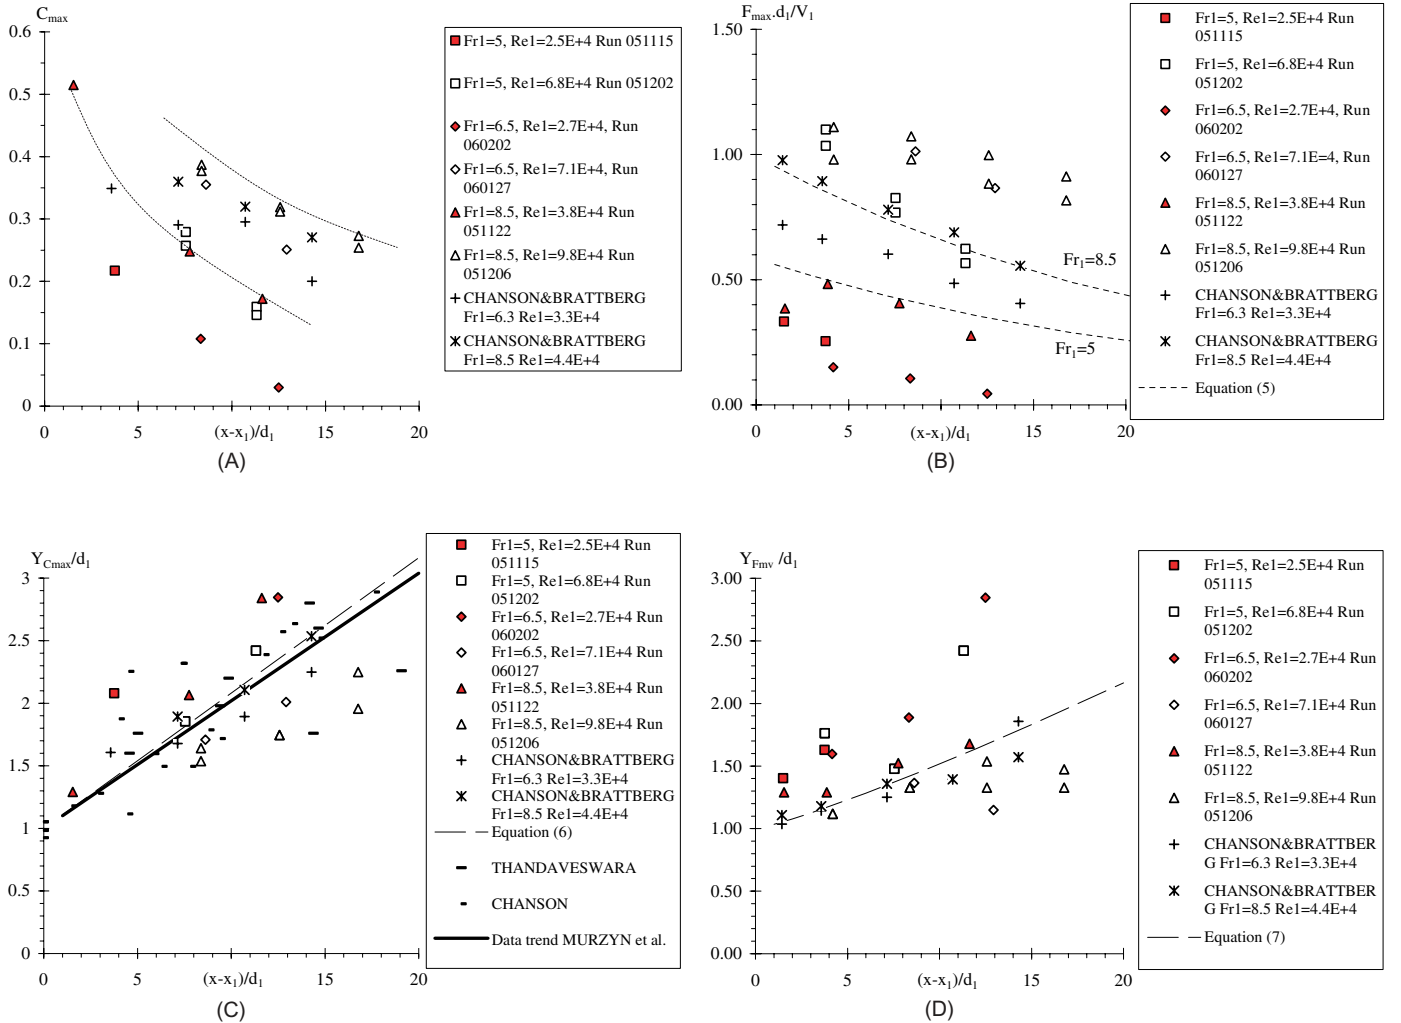 C_max
0.6
0.5
0.4
0.3
0.2
0.1
0
0
5
(x-x₁)/d₁
15
20
(A)
Fr1=5, Re1=2.5E+4 Run 051115
Fr1=5, Re1=6.8E+4 Run 051202
Fr1=6.5, Re1=2.7E+4, Run
060202
Fr1=6.5, Re1=7.1E+4, Run
060127
Fr1=8.5, Re1=3.8E+4 Run
051122
Fr1=8.5, Re1=9.8E+4 Run
051206
CHANSON&BRATTBERG
Fr1=6.3 Re1=3.3E+4
CHANSON&BRATTBERG
Fr1=8.5 Re1=4.4E+4
F_max.d₁/V₁
1.50
1.00
0.50
0.00
0
5
(x-x₁)/d₁
15
20
Fr₁=8.5
Fr₁=5
(B)
Fr1=5, Re1=2.5E+4 Run
051115
Fr1=5, Re1=6.8E+4 Run
051202
Fr1=6.5, Re1=2.7E+4, Run
060202
Fr1=6.5, Re1=7.1E=4, Run
060127
Fr1=8.5, Re1=3.8E+4 Run
051122
Fr1=8.5, Re1=9.8E+4 Run
051206
CHANSON&BRATTBERG
Fr1=6.3 Re1=3.3E+4
CHANSON&BRATTBERG
Fr1=8.5 Re1=4.4E+4
Equation (5)
Y_Cmax/d₁
3
2.5
2
1.5
1
0.5
0
0
5
(x-x₁)/d₁
15
20
(C)
Fr1=5, Re1=2.5E+4 Run
051115
Fr1=5, Re1=6.8E+4 Run
051202
Fr1=6.5, Re1=2.7E+4 Run
060202
Fr1=6.5, Re1=7.1E+4 Run
060127
Fr1=8.5, Re1=3.8E+4 Run
051122
Fr1=8.5, Re1=9.8E+4 Run
051206
CHANSON&BRATTBERG
Fr1=6.3 Re1=3.3E+4
CHANSON&BRATTBERG
Fr1=8.5 Re1=4.4E+4
Equation (6)
THANDAVESWARA
CHANSON
Data trend MURZYN et al.
Y_Fmv /d₁
3.00
2.50
2.00
1.50
1.00
0.50
0.00
0
5
(x-x₁)/d₁
15
20
(D)
Fr1=5, Re1=2.5E+4 Run
051115
Fr1=5, Re1=6.8E+4 Run
051202
Fr1=6.5, Re1=2.7E+4 Run
060202
Fr1=6.5, Re1=7.1E+4 Run
060127
Fr1=8.5, Re1=3.8E+4 Run
051122
Fr1=8.5, Re1=9.8E+4 Run
051206
CHANSON&BRATTBER
G Fr1=6.3 Re1=3.3E+4
CHANSON&BRATTBER
G Fr1=8.5 Re1=4.4E+4
Equation (7)